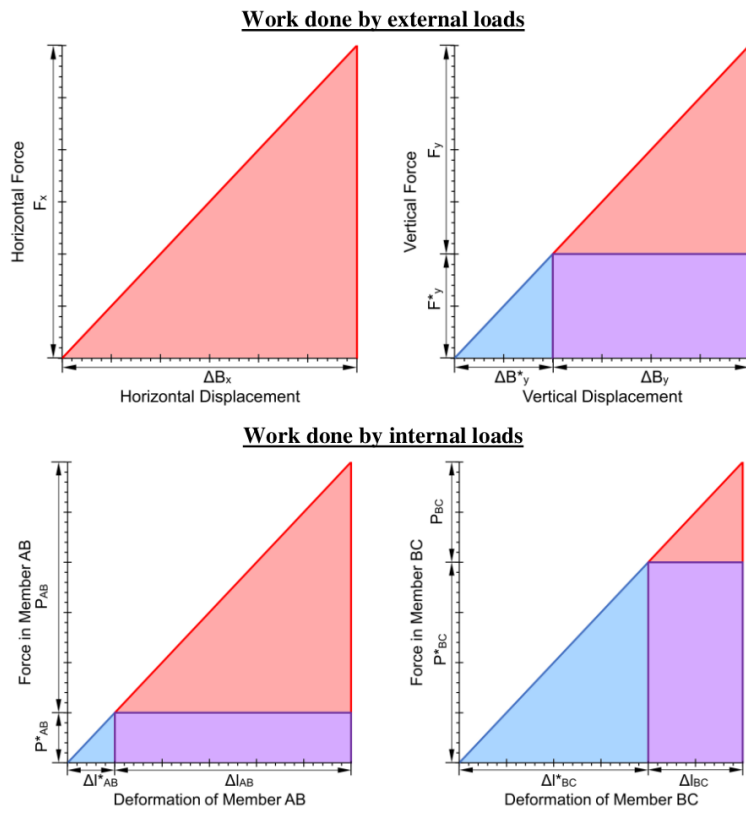 Work done by external loads
Horizontal Force
Fx
ΔBx
Horizontal Displacement
Vertical Force
Fy
F*y
ΔB*y
ΔBy
Vertical Displacement
Work done by internal loads
Force in Member AB
PAB
P*AB
Δl*AB
ΔlAB
Deformation of Member AB
Force in Member BC
PBC
P*BC
Δl*BC
ΔlBC
Deformation of Member BC